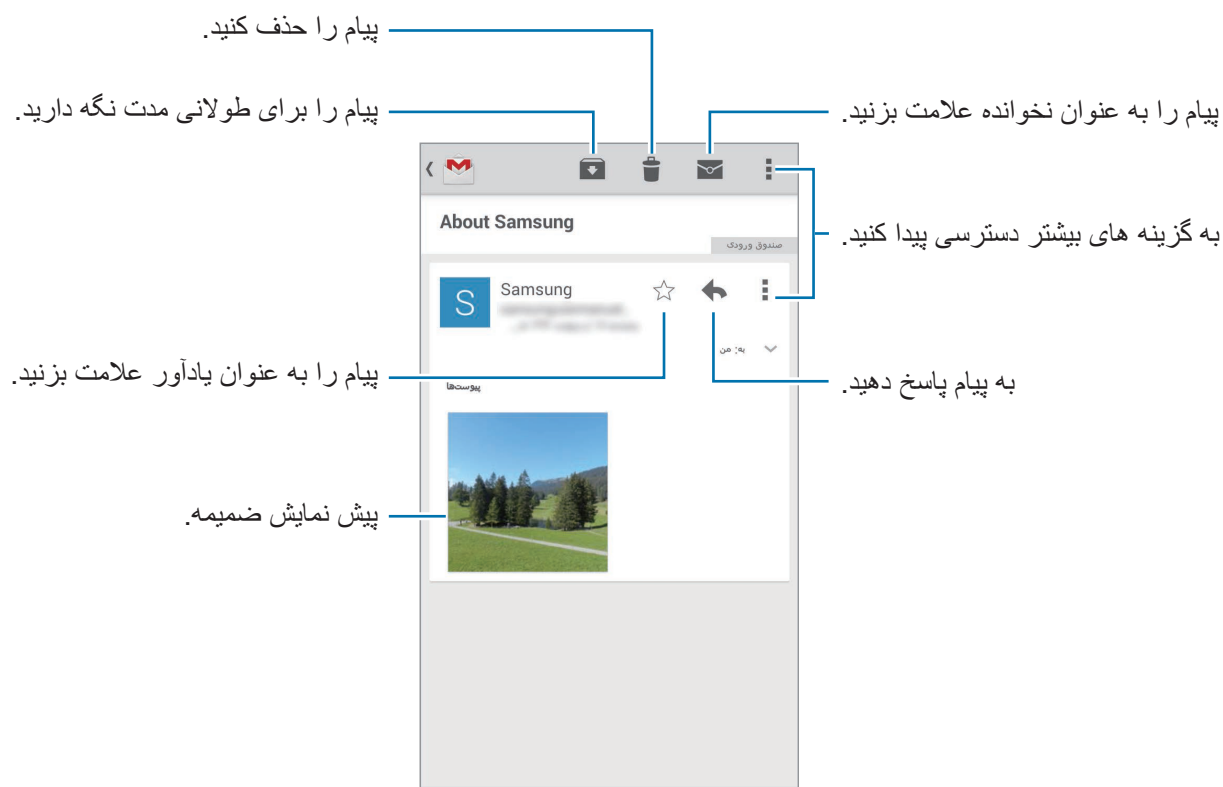 پیام را حذف کنید.
پیام را برای طولانی مدت نگه دارید.
پیام را به عنوان نخوانده علامت بزنید.
About Samsung
صندوق ورودی
به گزینه های بیشتر دسترسی پیدا کنید.
S
Samsung
به: من
پیام را به عنوان یادآور علامت بزنید.
به پیام پاسخ دهید.
پیوست‌ها
پیش نمایش ضمیمه.